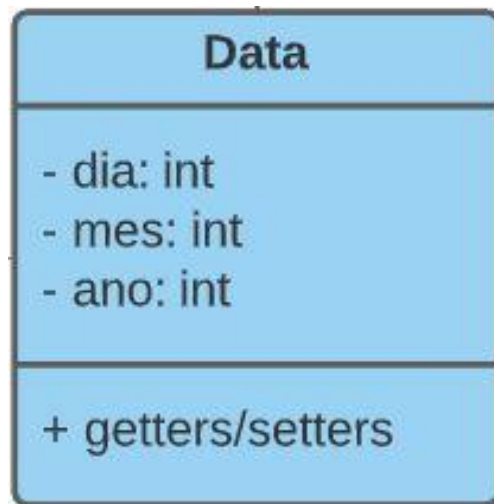 Data
- dia: int
- mes: int
- ano: int
+ getters/setters